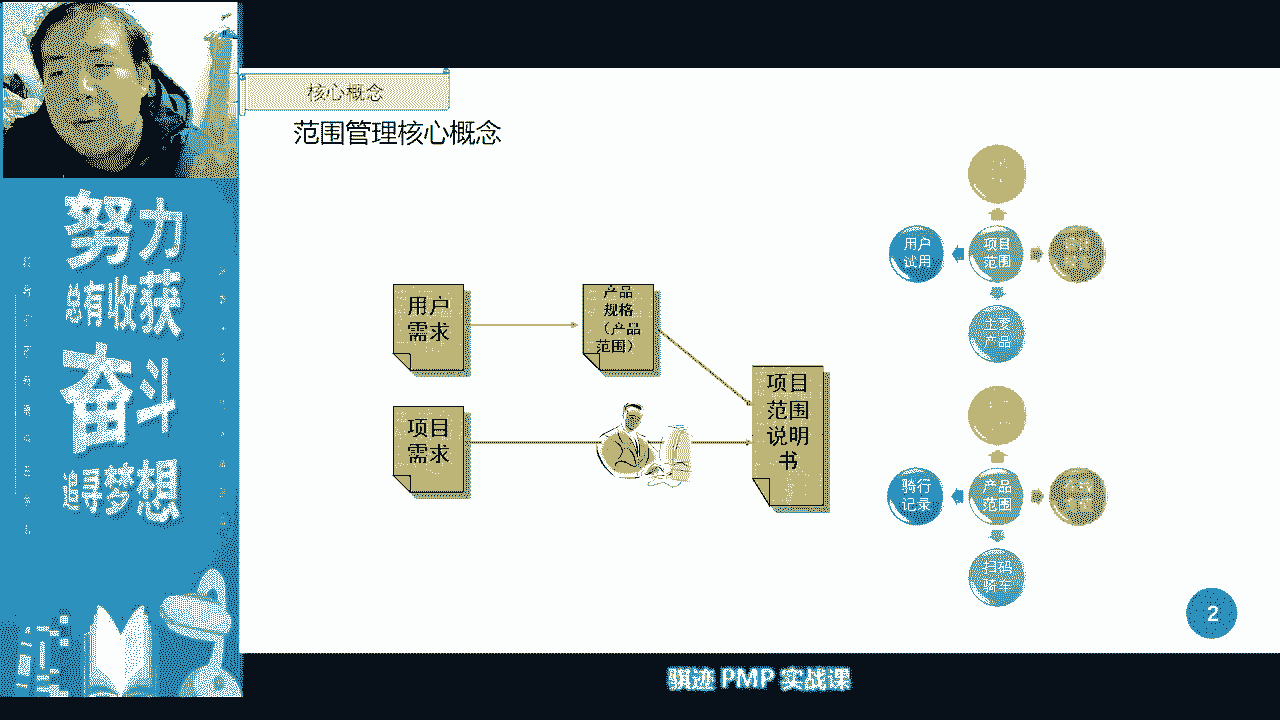 核心概念
范围管理核心概念
努力
总有收获
奋斗
追寻梦想
用户
需求
产品
规格
（产品
范围）
项目
需求
项目
范围
说明
书
用户
试用
项目
范围
主要
产品
骑行
记录
产品
范围
扫码
骑车
2
骐迹 PMP 实战课